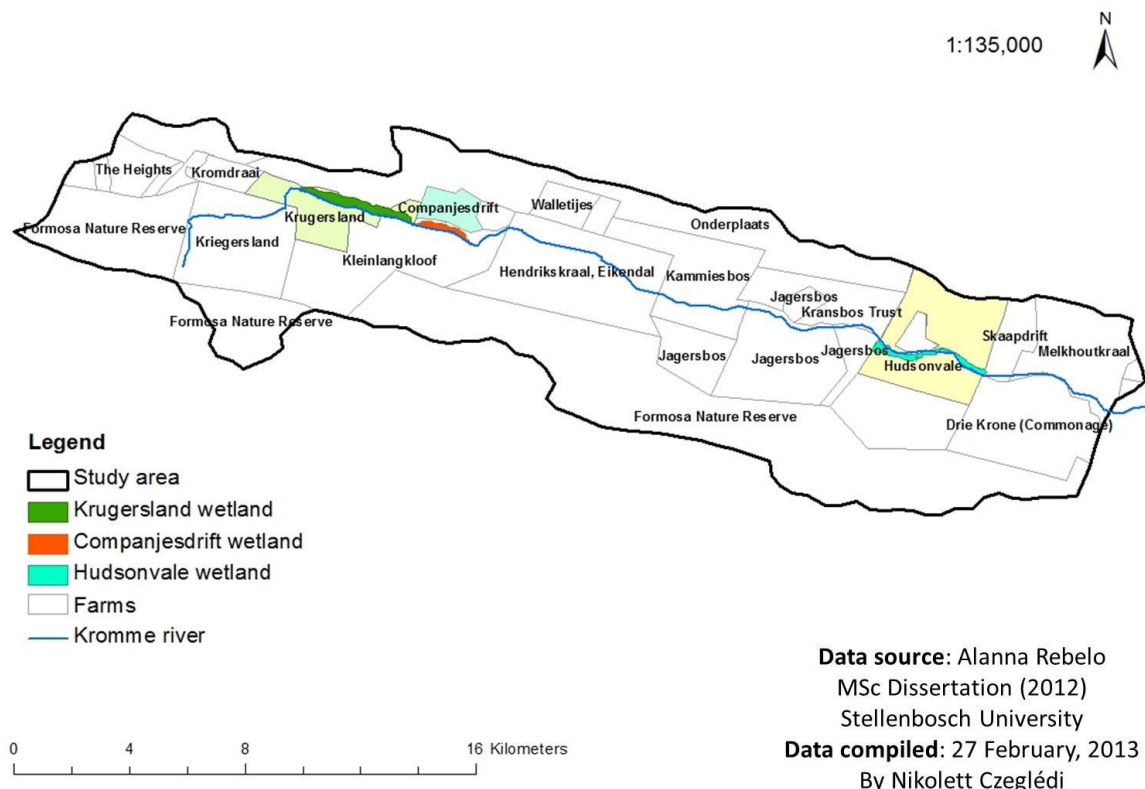 N
1:135,000
The Heights
Kromdraai
Companjesdrift
Walletjies
Krugersland
Onderplaats
Formosa Nature Reserve
Kriegersland
Kleinlangkloof
Hendrikskraal, Eikendal
Kammiesbos
Jagersbos
Kransbos Trust
Formosa Nature Reserve
Skaapdrift
Jagersbos
Jagersbos
Jagersbos
Melkhoutkraal
Hudsonvale
Formosa Nature Reserve
Drie Krone (Commonage)
Legend
Study area
Krugersland wetland
Companjesdrift wetland
Hudsonvale wetland
Farms
Kromme river
Data source: Alanna Rebelo
MSc Dissertation (2012)
Stellenbosch University
Data compiled: 27 February, 2013
By Nikolett Czeglédi
0 4 8 16 Kilometers